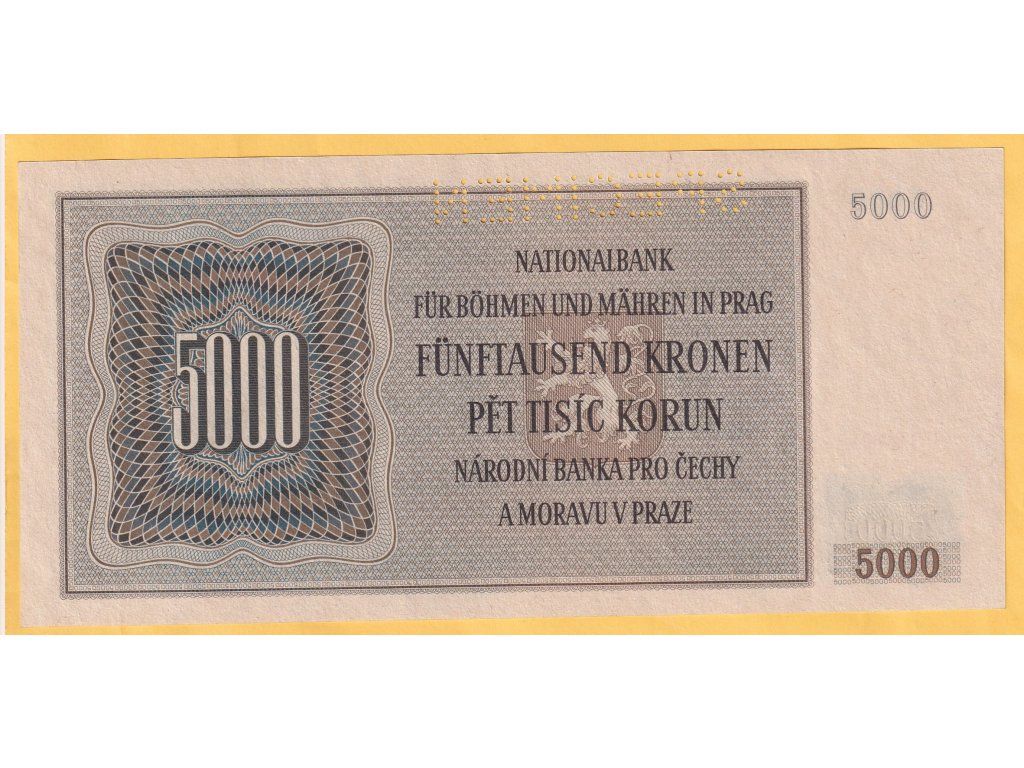 5000
NATIONALBANK
FÜR BÖHMEN UND MÄHREN IN PRAG
FÜNFTAUSEND KRONEN
PĚT TISÍC KORUN
NÁRODNÍ BANKA PRO ČECHY
A MORAVU V PRAZE
5000
5000